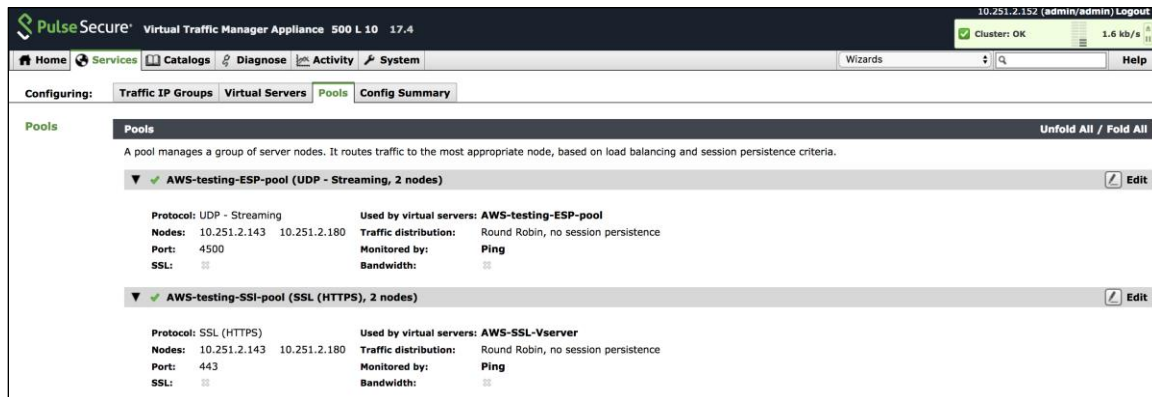 10.251.2.152 (admin/admin) Logout
PulseSecure Virtual Traffic Manager Appliance 500 L 10 17.4
Cluster: OK 1.6 kb/s
Home Services Catalogs Diagnose Activity System Wizards Help
Configuring: Traffic IP Groups Virtual Servers Pools Config Summary
Pools Pools Unfold All / Fold All
A pool manages a group of server nodes. It routes traffic to the most appropriate node, based on load balancing and session persistence criteria.
AWS-testing-ESP-pool (UDP - Streaming, 2 nodes) Edit
Protocol: UDP - Streaming Used by virtual servers: AWS-testing-ESP-pool
Nodes: 10.251.2.143 10.251.2.180 Traffic distribution: Round Robin, no session persistence
Port: 4500 Monitored by: Ping
SSL: Bandwidth:
AWS-testing-SSl-pool (SSL (HTTPS), 2 nodes) Edit
Protocol: SSL (HTTPS) Used by virtual servers: AWS-SSL-Vserver
Nodes: 10.251.2.143 10.251.2.180 Traffic distribution: Round Robin, no session persistence
Port: 443 Monitored by: Ping
SSL: Bandwidth: